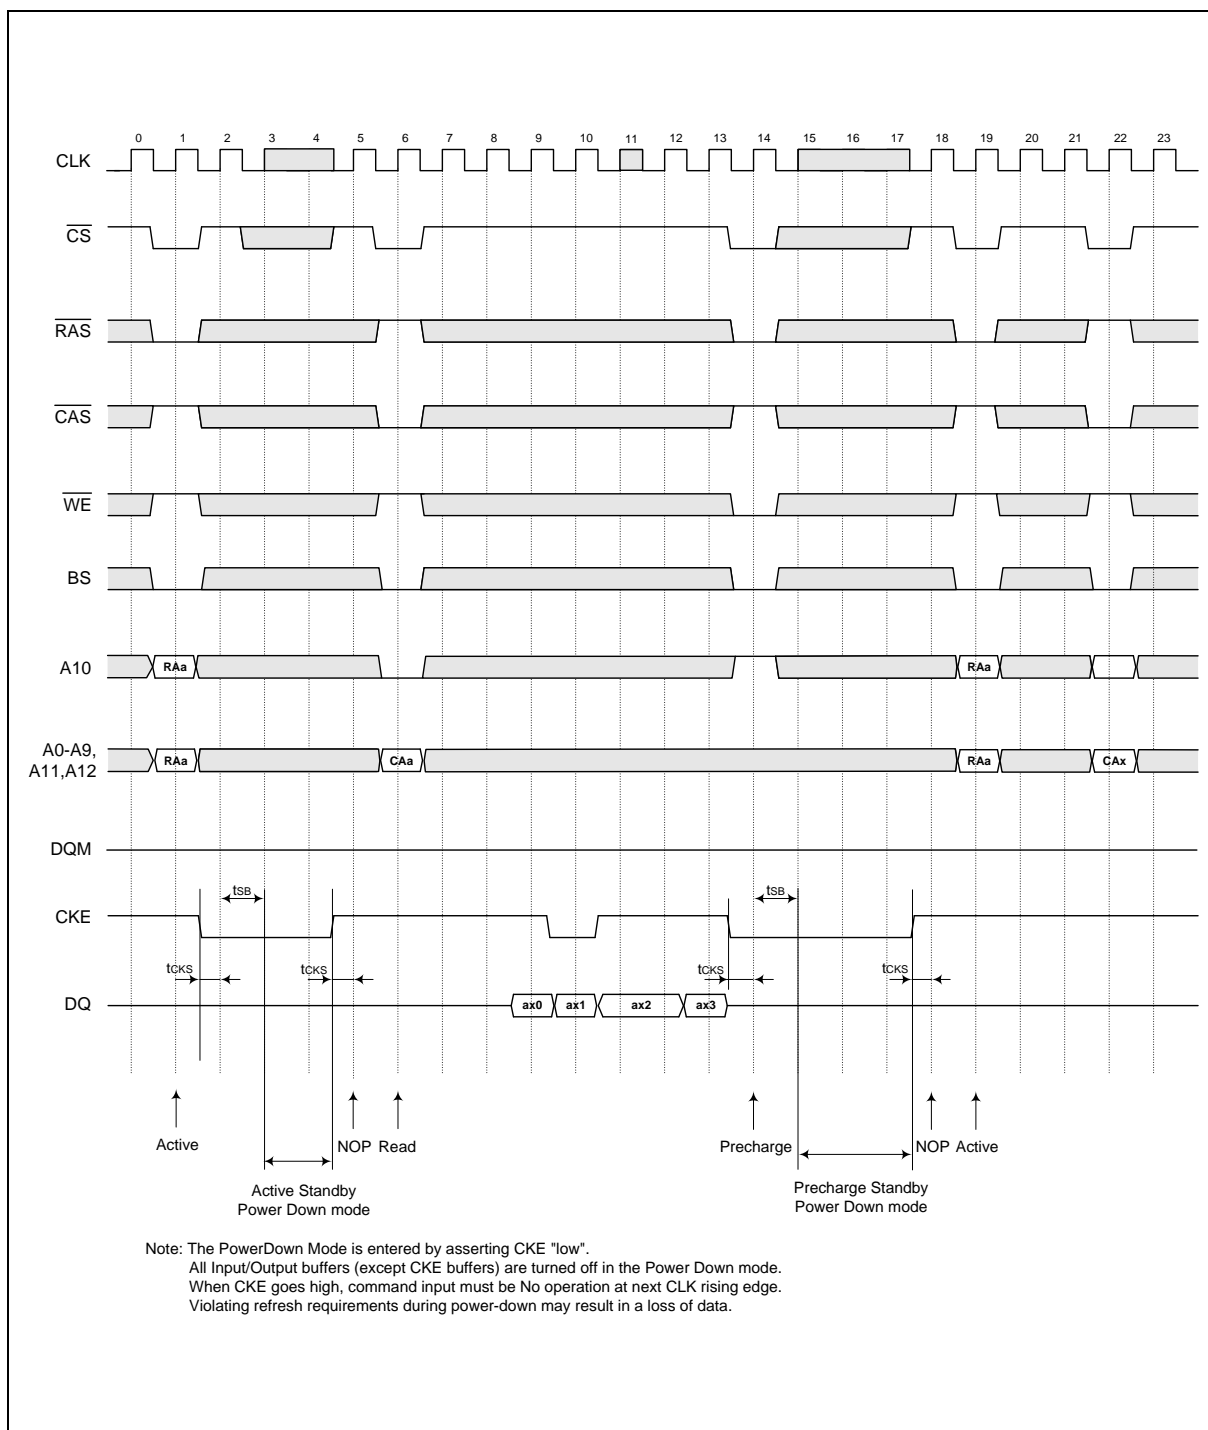 0 1 2 3 4 5 6 7 8 9 10 11 12 13 14 15 16 17 18 19 20 21 22 23
CLK
CS
RAS
CAS
WE
BS
A10 RAa RAa
A0-A9,
A11,A12 RAa CAa RAa CAx
DQM
tSB tSB
CKE
tCKS tCKS tCKS tCKS
DQ ax0 ax1 ax2 ax3
Active NOP Read Precharge NOP Active
Active Standby
Power Down mode
Precharge Standby
Power Down mode
Note: The PowerDown Mode is entered by asserting CKE "low".
All Input/Output buffers (except CKE buffers) are turned off in the Power Down mode.
When CKE goes high, command input must be No operation at next CLK rising edge.
Violating refresh requirements during power-down may result in a loss of data.